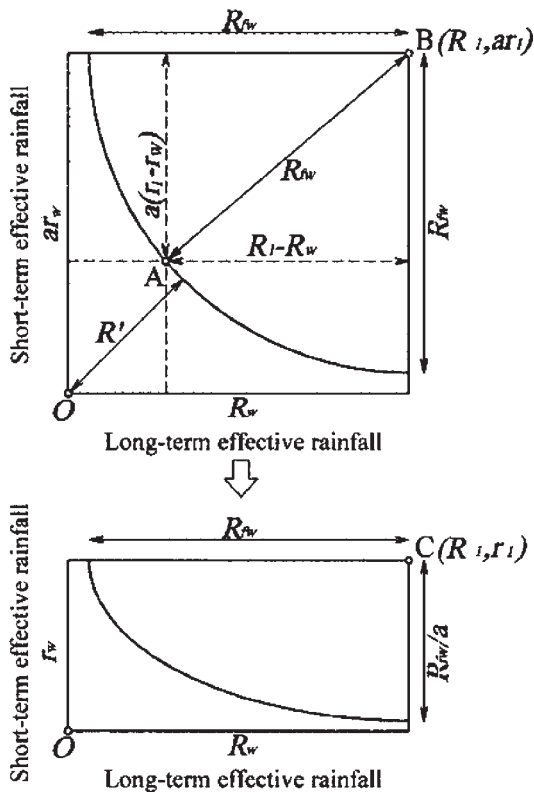 R_fw
B (R_1, ar_1)
Short-term effective rainfall
ar_w
a(r_1-r_w)
R_fw
R_fw
R_1-R_w
A
R'
O
R_w
Long-term effective rainfall
R_fw
C (R_1, r_1)
Short-term effective rainfall
r_w
R_fw/a
O
R_w
Long-term effective rainfall